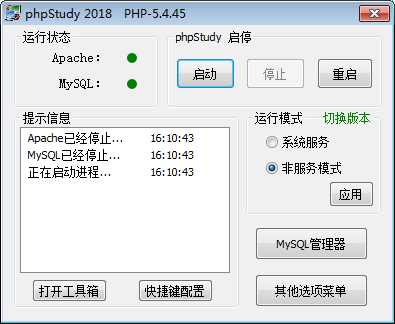 phpStudy 2018   PHP-5.4.45
运行状态
Apache:
MySQL:
phpStudy 启停
启动
停止
重启
提示信息
Apache已经停止...   16:10:43
MySQL已经停止...   16:10:43
正在启动进程...   16:10:43
打开工具箱
快捷键配置
运行模式   切换版本
系统服务
非服务模式
应用
MySQL管理器
其他选项菜单